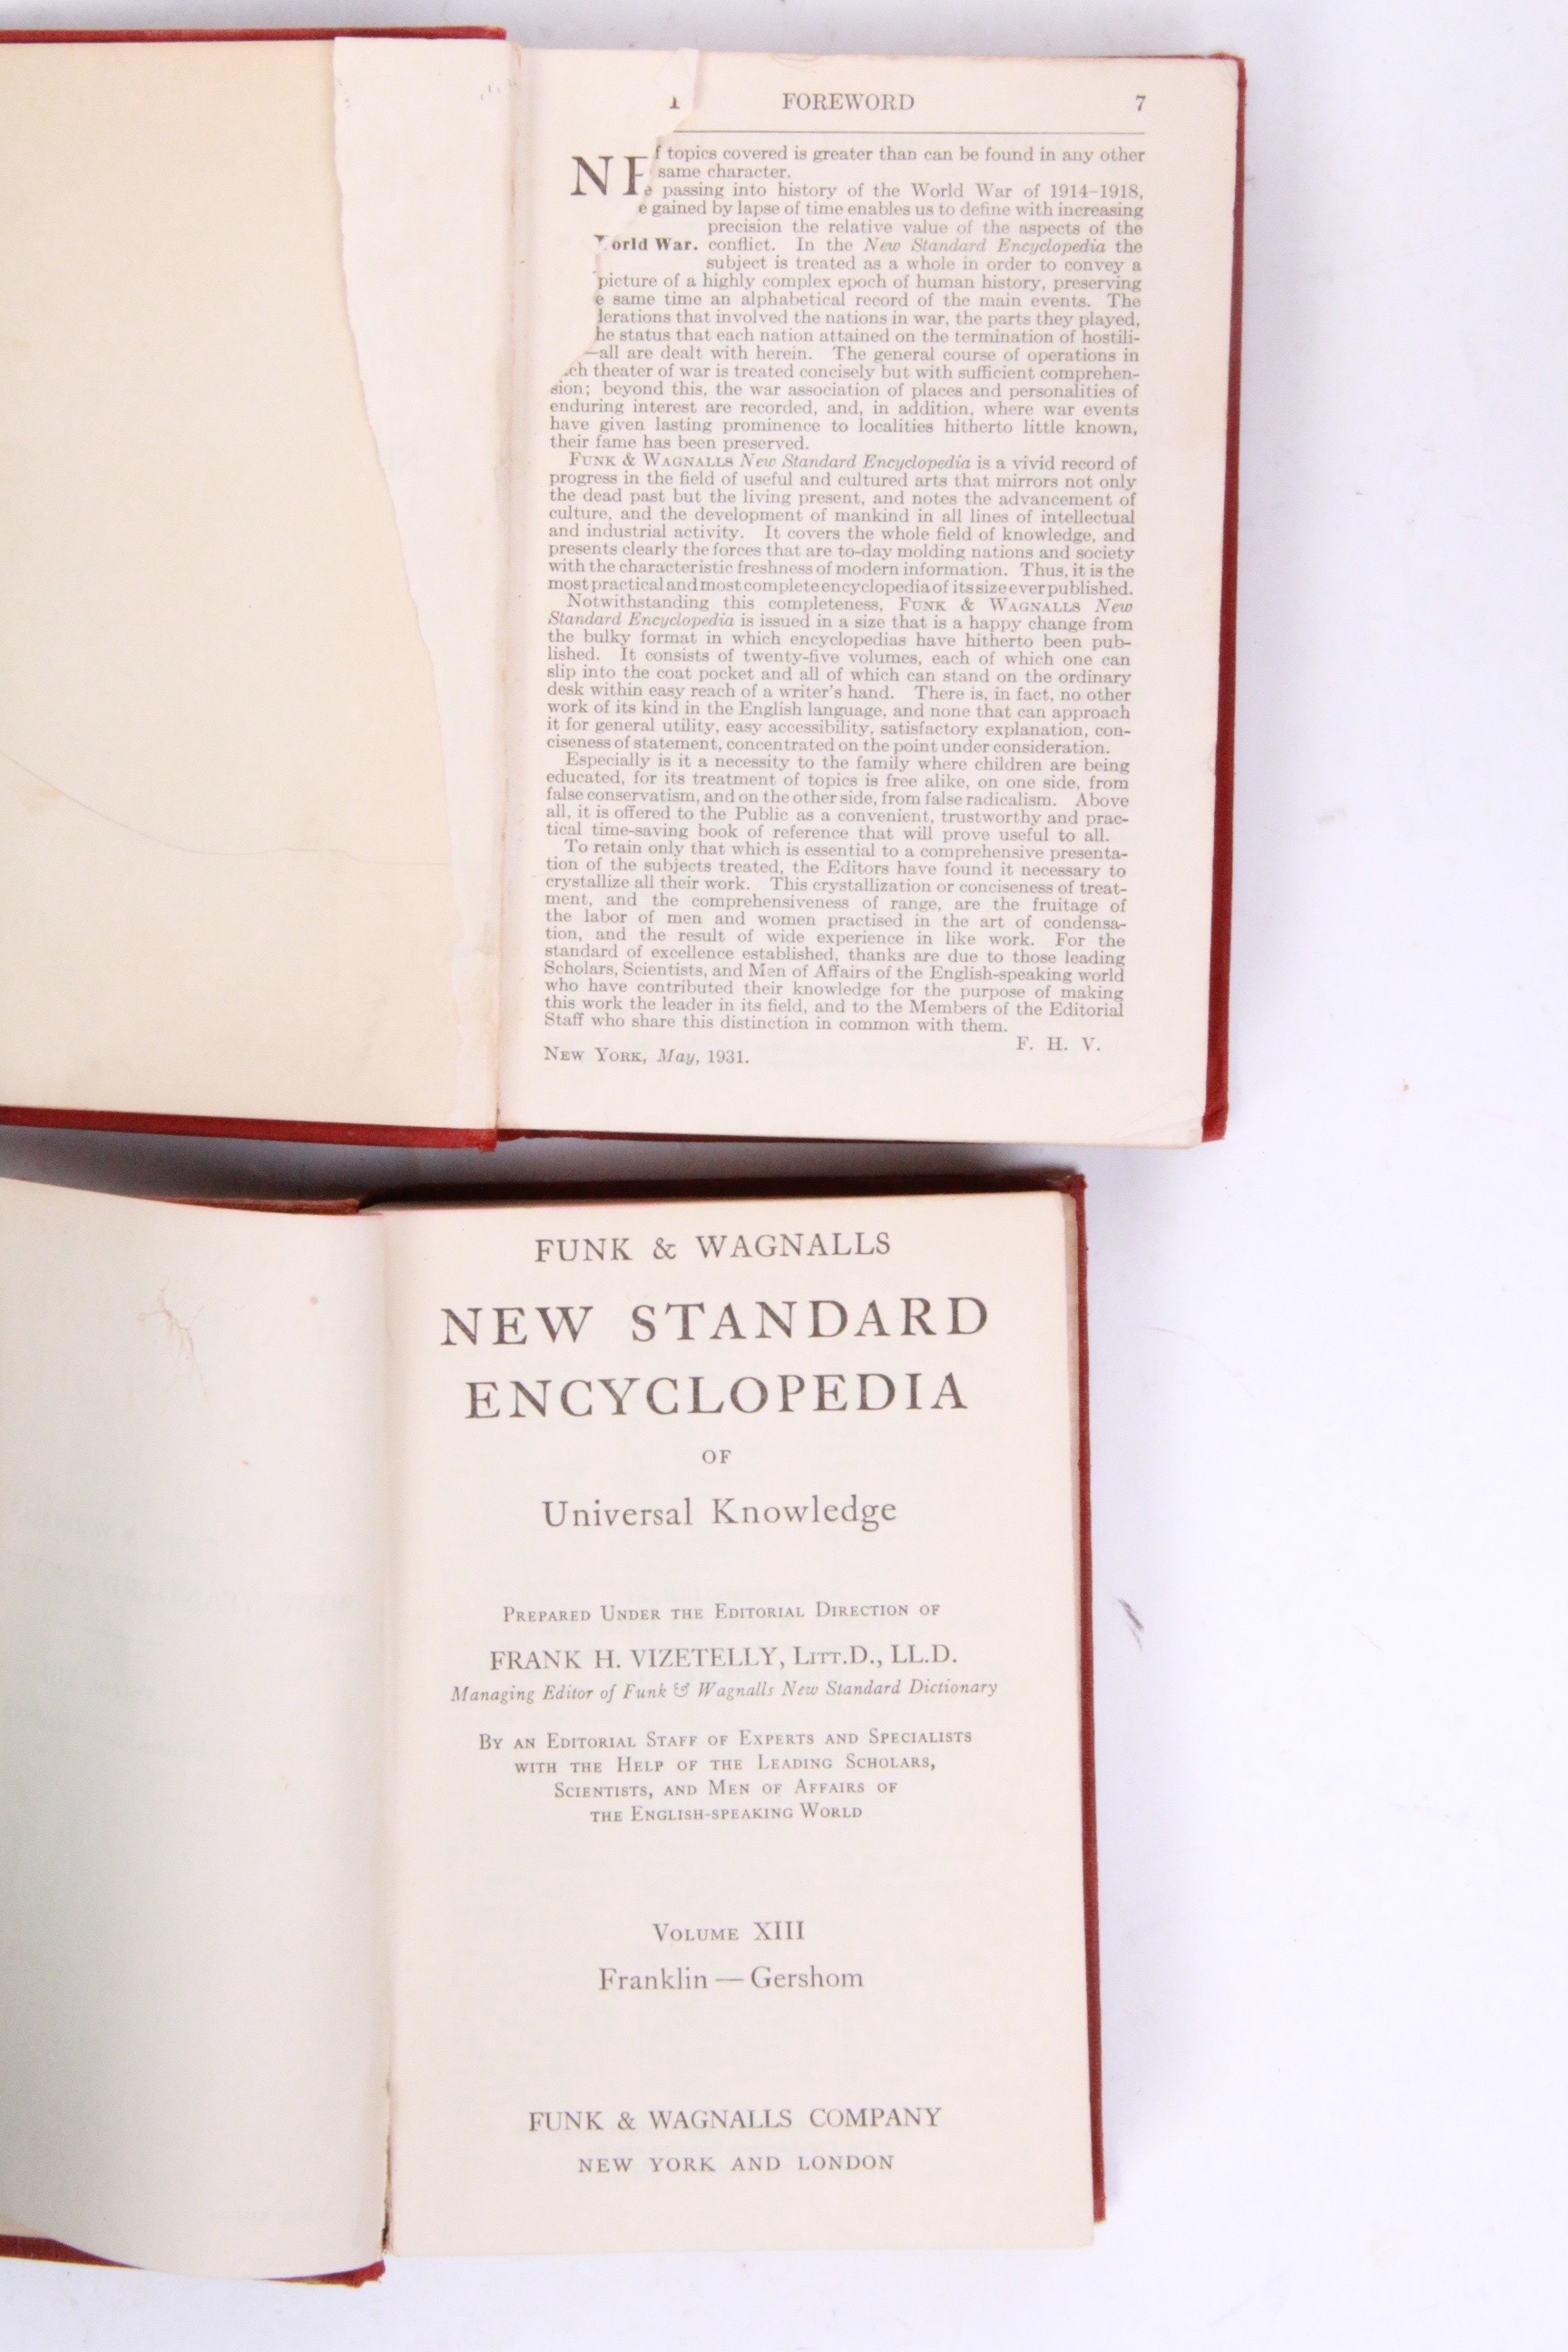 FOREWORD 7
NE
f topics covered is greater than can be found in any other
same character.
e passing into history of the World War of 1914–1918,
e gained by lapse of time enables us to define with increasing
precision the relative value of the aspects of the
orld War. conflict. In the New Standard Encyclopedia the
subject is treated as a whole in order to convey a
picture of a highly complex epoch of human history, preserving
e same time an alphabetical record of the main events. The
lerations that involved the nations in war, the parts they played,
he status that each nation attained on the termination of hostili-
—all are dealt with herein. The general course of operations in
ch theater of war is treated concisely but with sufficient comprehen-
sion; beyond this, the war association of places and personalities of
enduring interest are recorded, and, in addition, where war events
have given lasting prominence to localities hitherto little known,
their fame has been preserved.
FUNK & WAGNALLS New Standard Encyclopedia is a vivid record of
progress in the field of useful and cultured arts that mirrors not only
the dead past but the living present, and notes the advancement of
culture, and the development of mankind in all lines of intellectual
and industrial activity. It covers the whole field of knowledge, and
presents clearly the forces that are to-day molding nations and society
with the characteristic freshness of modern information. Thus, it is the
most practical and most complete encyclopedia of its size ever published.
Notwithstanding this completeness, FUNK & WAGNALLS New
Standard Encyclopedia is issued in a size that is a happy change from
the bulky format in which encyclopedias have hitherto been pub-
lished. It consists of twenty-five volumes, each of which one can
slip into the coat pocket and all of which can stand on the ordinary
desk within easy reach of a writer's hand. There is, in fact, no other
work of its kind in the English language, and none that can approach
it for general utility, easy accessibility, satisfactory explanation, con-
ciseness of statement, concentrated on the point under consideration.
Especially is it a necessity to the family where children are being
educated, for its treatment of topics is free alike, on one side, from
false conservatism, and on the other side, from false radicalism. Above
all, it is offered to the Public as a convenient, trustworthy and prac-
tical time-saving book of reference that will prove useful to all.
To retain only that which is essential to a comprehensive presenta-
tion of the subjects treated, the Editors have found it necessary to
crystallize all their work. This crystallization or conciseness of treat-
ment, and the comprehensiveness of range, are the fruitage of
the labor of men and women practised in the art of condensa-
tion, and the result of wide experience in like work. For the
standard of excellence established, thanks are due to those leading
Scholars, Scientists, and Men of Affairs of the English-speaking world
who have contributed their knowledge for the purpose of making
this work the leader in its field, and to the Members of the Editorial
Staff who share this distinction in common with them.
F. H. V.
NEW YORK, May, 1931.
FUNK & WAGNALLS
NEW STANDARD
ENCYCLOPEDIA
OF
Universal Knowledge
PREPARED UNDER THE EDITORIAL DIRECTION OF
FRANK H. VIZETELLY, LITT.D., LL.D.
Managing Editor of Funk & Wagnalls New Standard Dictionary
BY AN EDITORIAL STAFF OF EXPERTS AND SPECIALISTS
WITH THE HELP OF THE LEADING SCHOLARS,
SCIENTISTS, AND MEN OF AFFAIRS OF
THE ENGLISH-SPEAKING WORLD
VOLUME XIII
Franklin — Gershom
FUNK & WAGNALLS COMPANY
NEW YORK AND LONDON